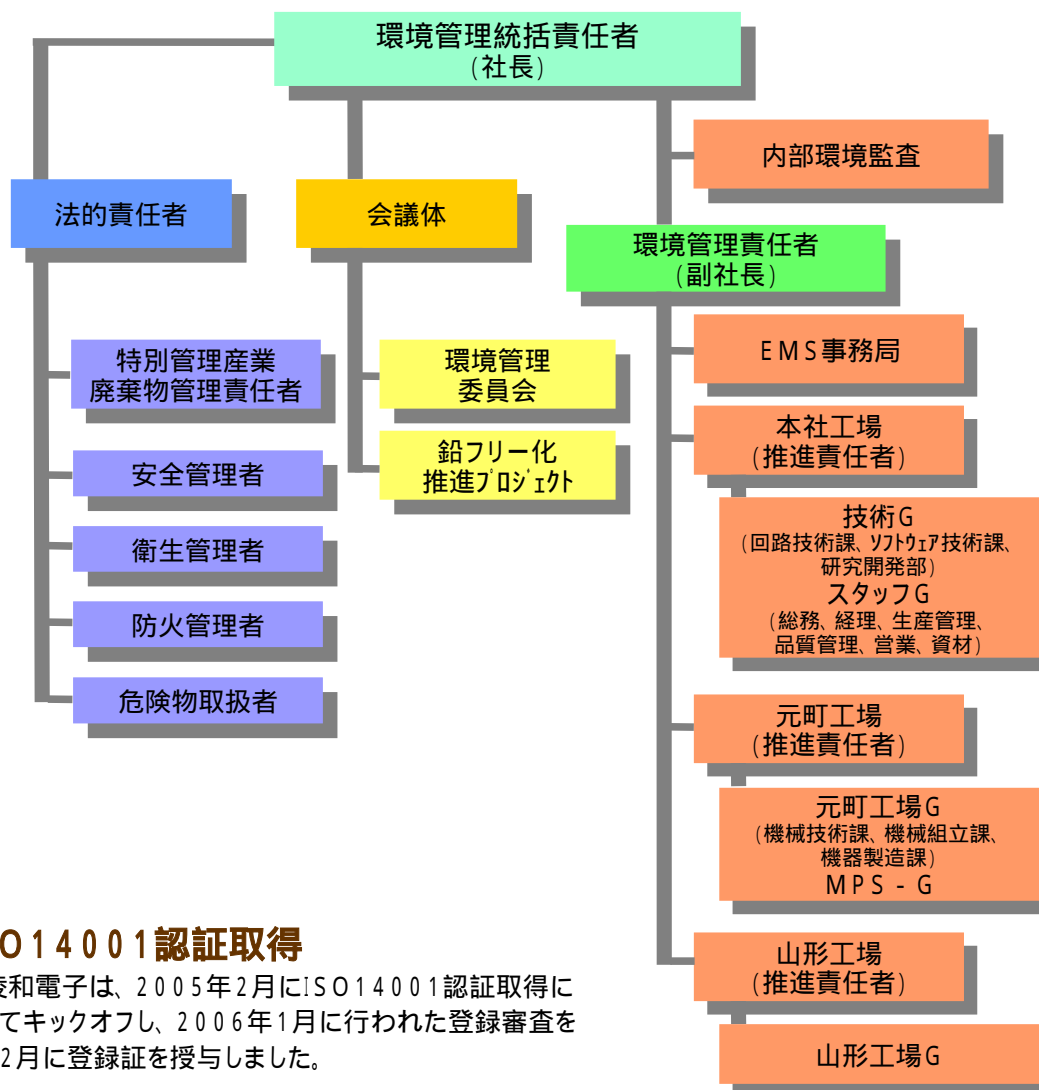 環境管理統括責任者
(社長)
法的責任者
特別管理産業
廃棄物管理責任者
安全管理者
衛生管理者
防火管理者
危険物取扱者
会議体
環境管理
委員会
鉛フリー化
推進プロジェクト
内部環境監査
環境管理責任者
(副社長)
EMS事務局
本社工場
(推進責任者)
技術G
(回路技術課、ソフトウェア技術課、
研究開発部)
スタッフG
(総務、経理、生産管理、
品質管理、営業、資材)
元町工場
(推進責任者)
元町工場G
(機械技術課、機械組立課、
機器製造課)
MPS-G
山形工場
(推進責任者)
山形工場G
O14001認証取得
和電子は、2005年2月にISO14001認証取得に
てキックオフし、2006年1月に行われた登録審査を
2月に登録証を授与しました。